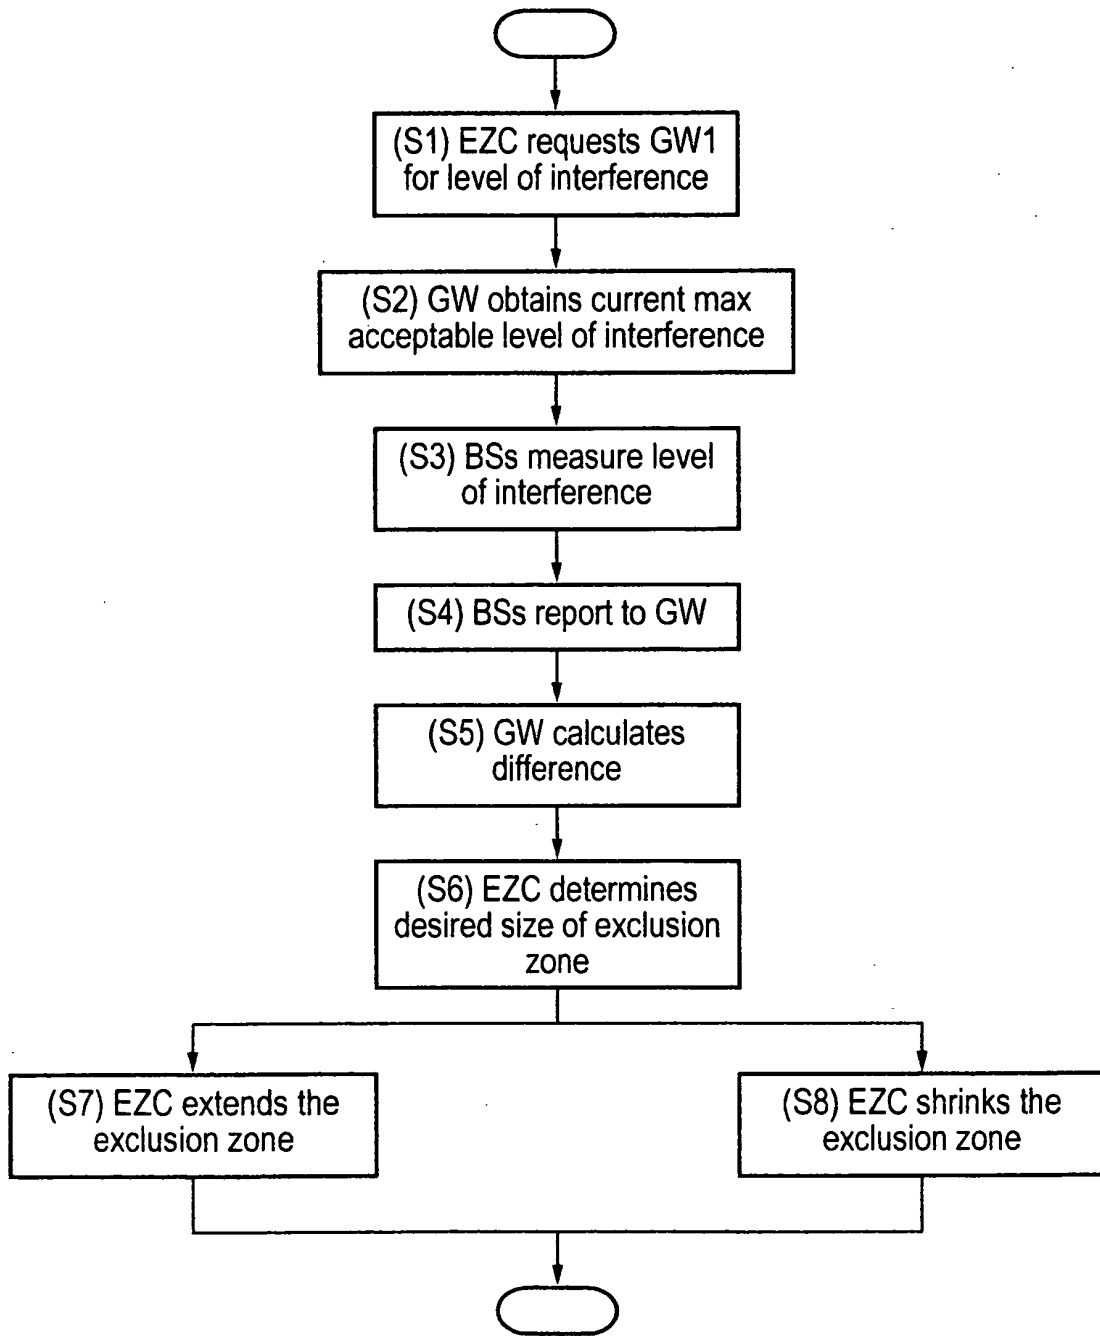 (S1) EZC requests GW1
for level of interference
(S2) GW obtains current max
acceptable level of interference
(S3) BSs measure level
of interference
(S4) BSs report to GW
(S5) GW calculates
difference
(S6) EZC determines
desired size of exclusion
zone
(S7) EZC extends the
exclusion zone
(S8) EZC shrinks the
exclusion zone